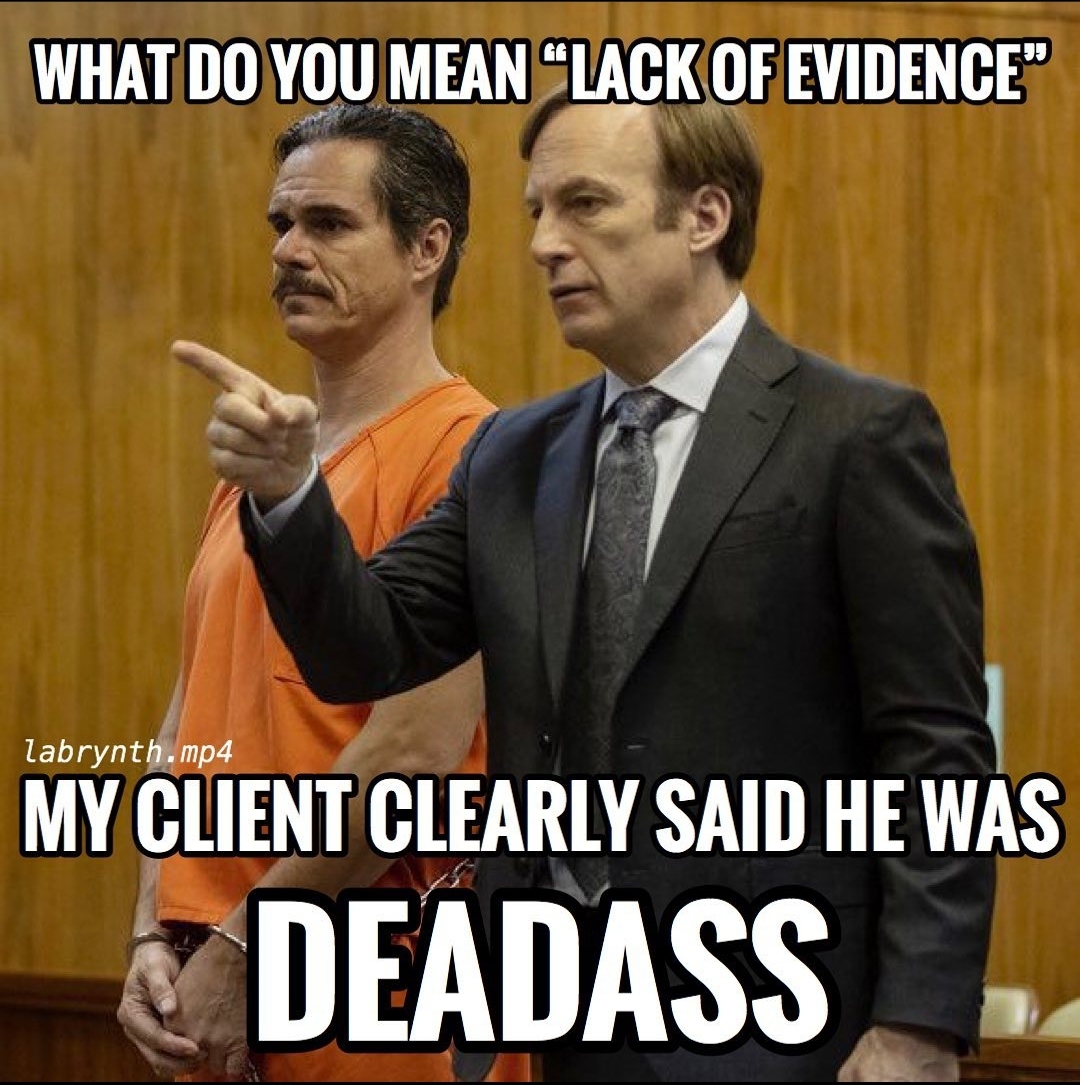 WHAT DO YOU MEAN “LACK OF EVIDENCE”
labrynth.mp4
MY CLIENT CLEARLY SAID HE WAS
DEADASS